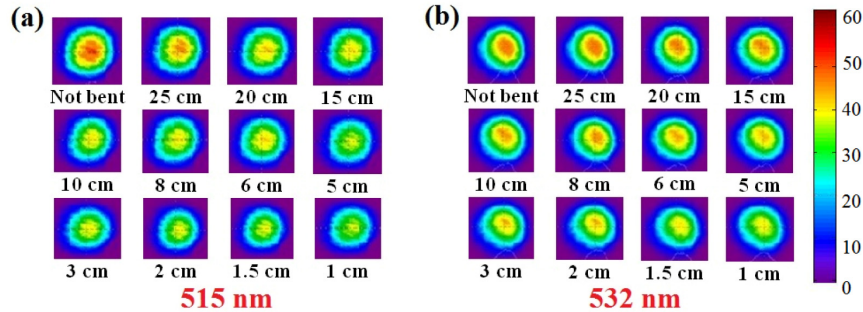 (a)
Not bent 25 cm 20 cm 15 cm
10 cm 8 cm 6 cm 5 cm
3 cm 2 cm 1.5 cm 1 cm
515 nm
(b)
Not bent 25 cm 20 cm 15 cm
10 cm 8 cm 6 cm 5 cm
3 cm 2 cm 1.5 cm 1 cm
532 nm
60
50
40
30
20
10
0